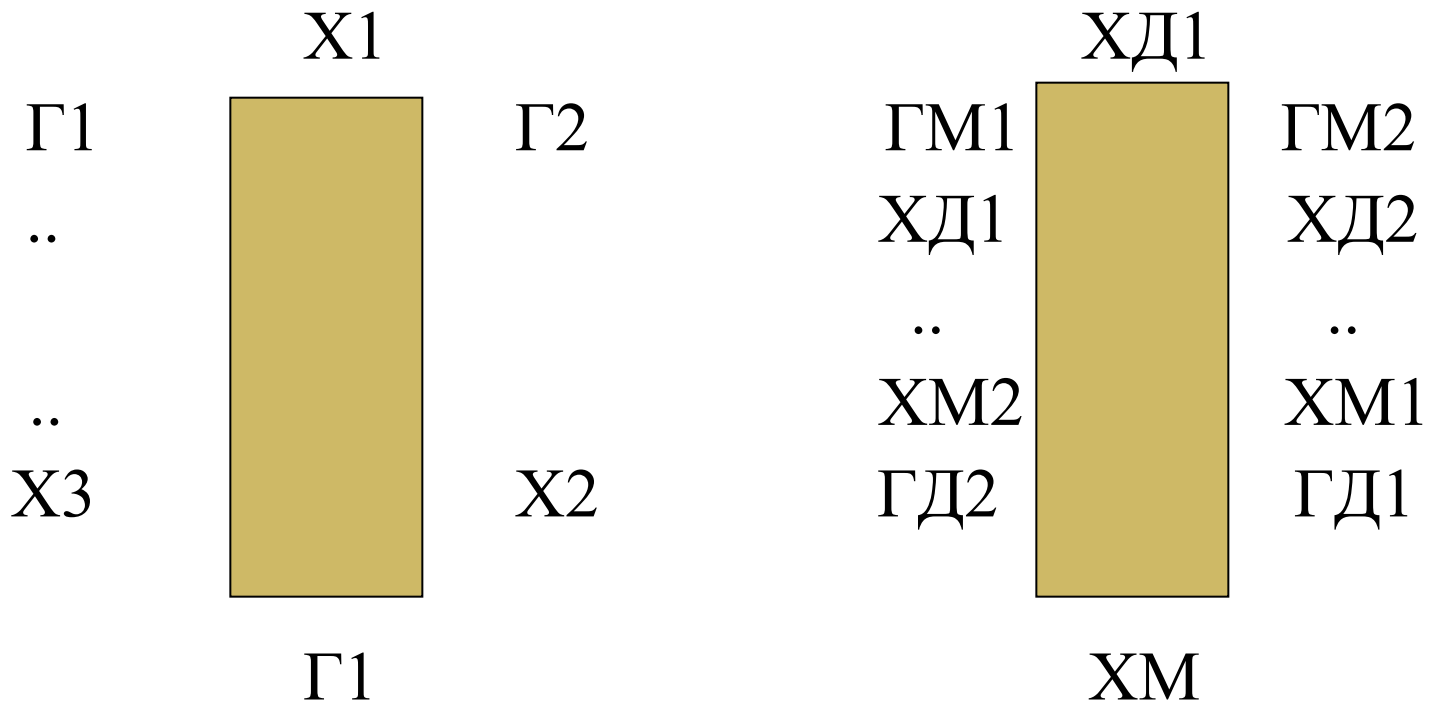 Х1 ХД1
Г1 Г2 ГМ1 ГМ2
.. ХД1 ХД2
.. ..
.. ХМ2 ХМ1
Х3 Х2 ГД2 ГД1
Г1 ХМ